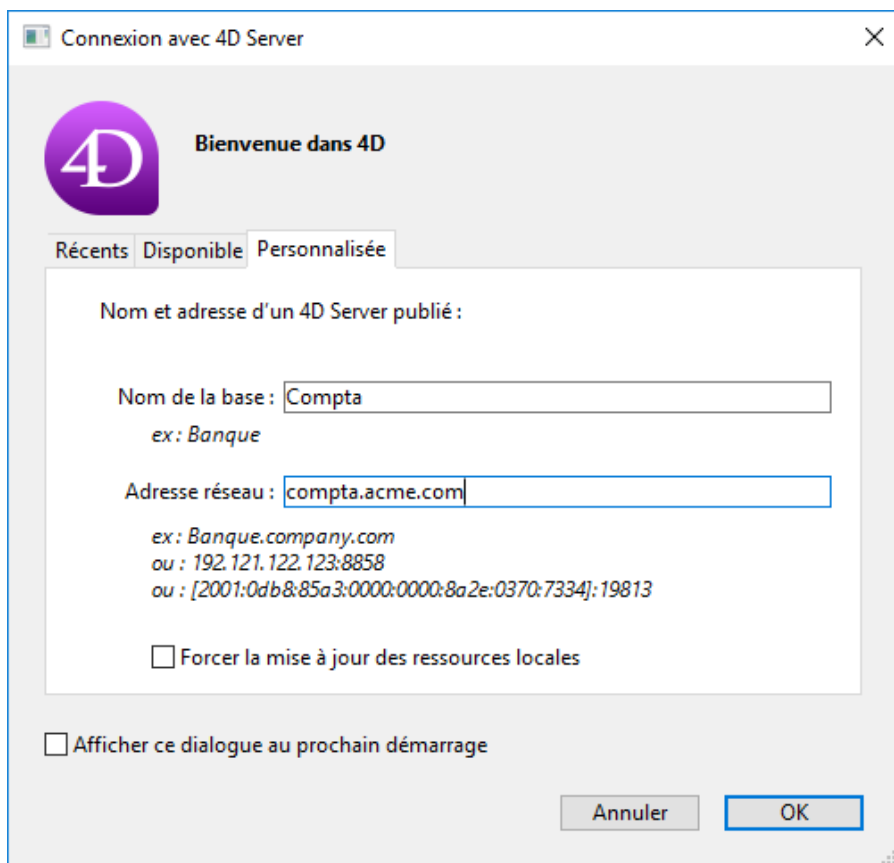 Connexion avec 4D Server
4D
Bienvenue dans 4D
Récents Disponible Personnalisée
Nom et adresse d'un 4D Server publié :
Nom de la base : Compta
ex : Banque
Adresse réseau : compta.acme.com
ex : Banque.company.com
ou : 192.121.122.123:8858
ou : [2001:0db8:85a3:0000:0000:8a2e:0370:7334]:19813
Forcer la mise à jour des ressources locales
Afficher ce dialogue au prochain démarrage
Annuler OK